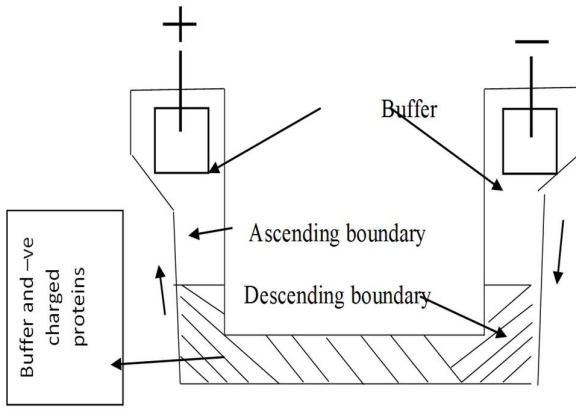 +
−
Buffer
Ascending boundary
Descending boundary
Buffer and –ve
charged
proteins